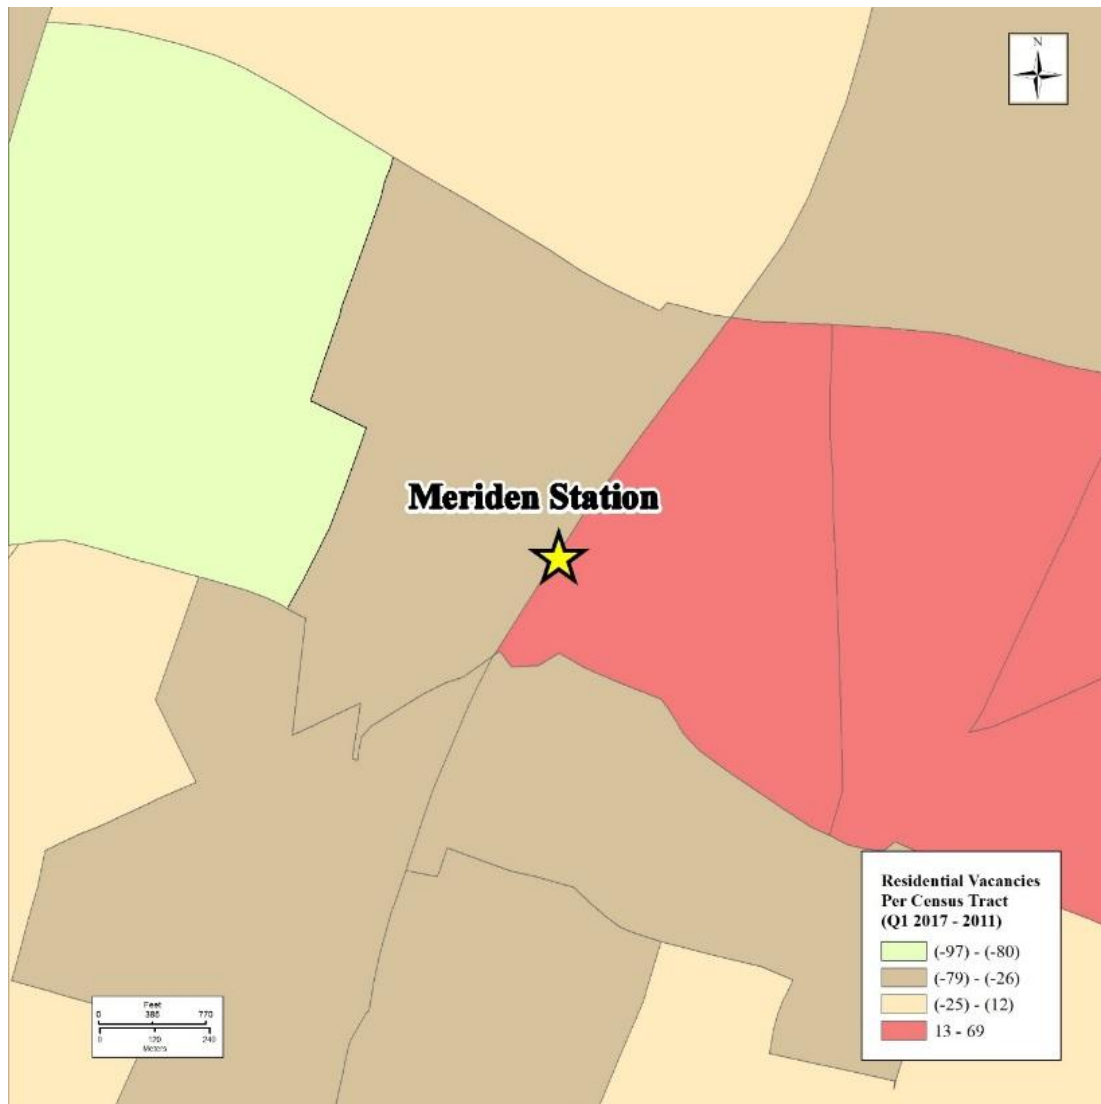 N
Meriden Station
Residential Vacancies
Per Census Tract
(Q1 2017 - 2011)
(-97) - (-80)
(-79) - (-26)
(-25) - (12)
13 - 69
Feet
0 385 770
0 120 240
Meters